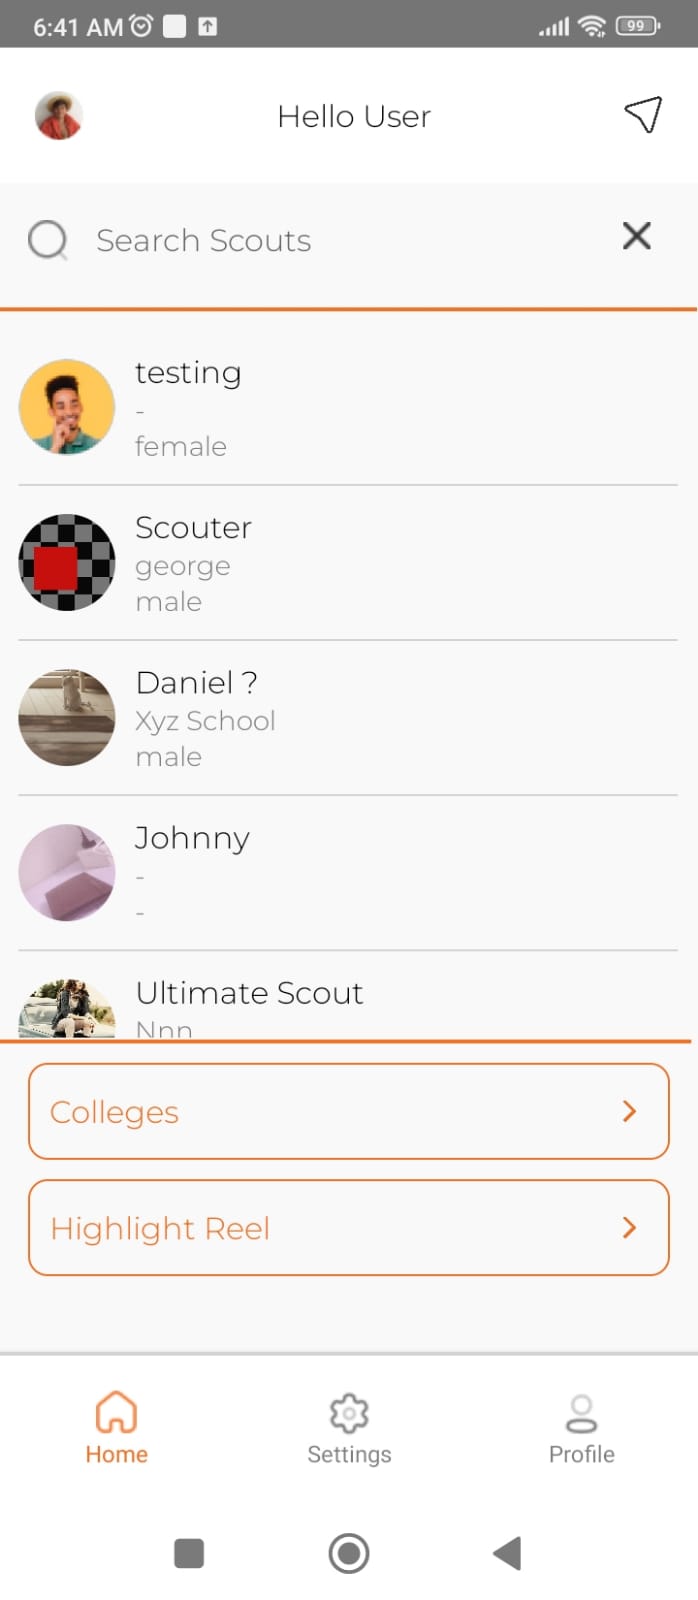 6:41 AM
99
Hello User
Search Scouts
testing
-
female
Scouter
george
male
Daniel ?
Xyz School
male
Johnny
-
-
Ultimate Scout
Nnn
Colleges
Highlight Reel
Home
Settings
Profile